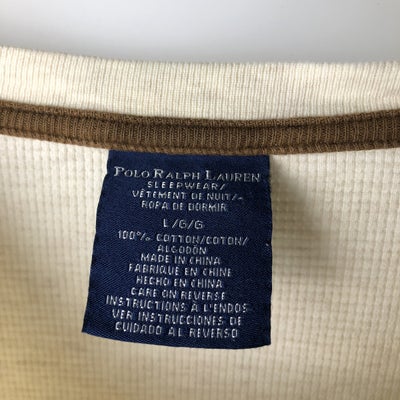 POLO RALPH LAUREN
SLEEPWEAR/
VÊTEMENT DE NUIT/
ROPA DE DORMIR
L/G/G
100% COTTON/COTON/
ALGODÓN
MADE IN CHINA
FABRIQUE EN CHINE
HECHO EN CHINA
CARE ON REVERSE
INSTRUCTIONS À L'ENDOS
VER INSTRUCCIONES DE
CUIDADO AL REVERSO